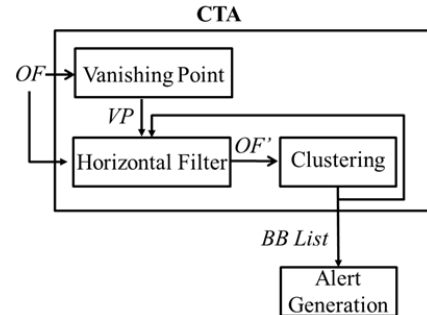 CTA
OF
Vanishing Point
VP
Horizontal Filter
OF'
Clustering
BB List
Alert
Generation